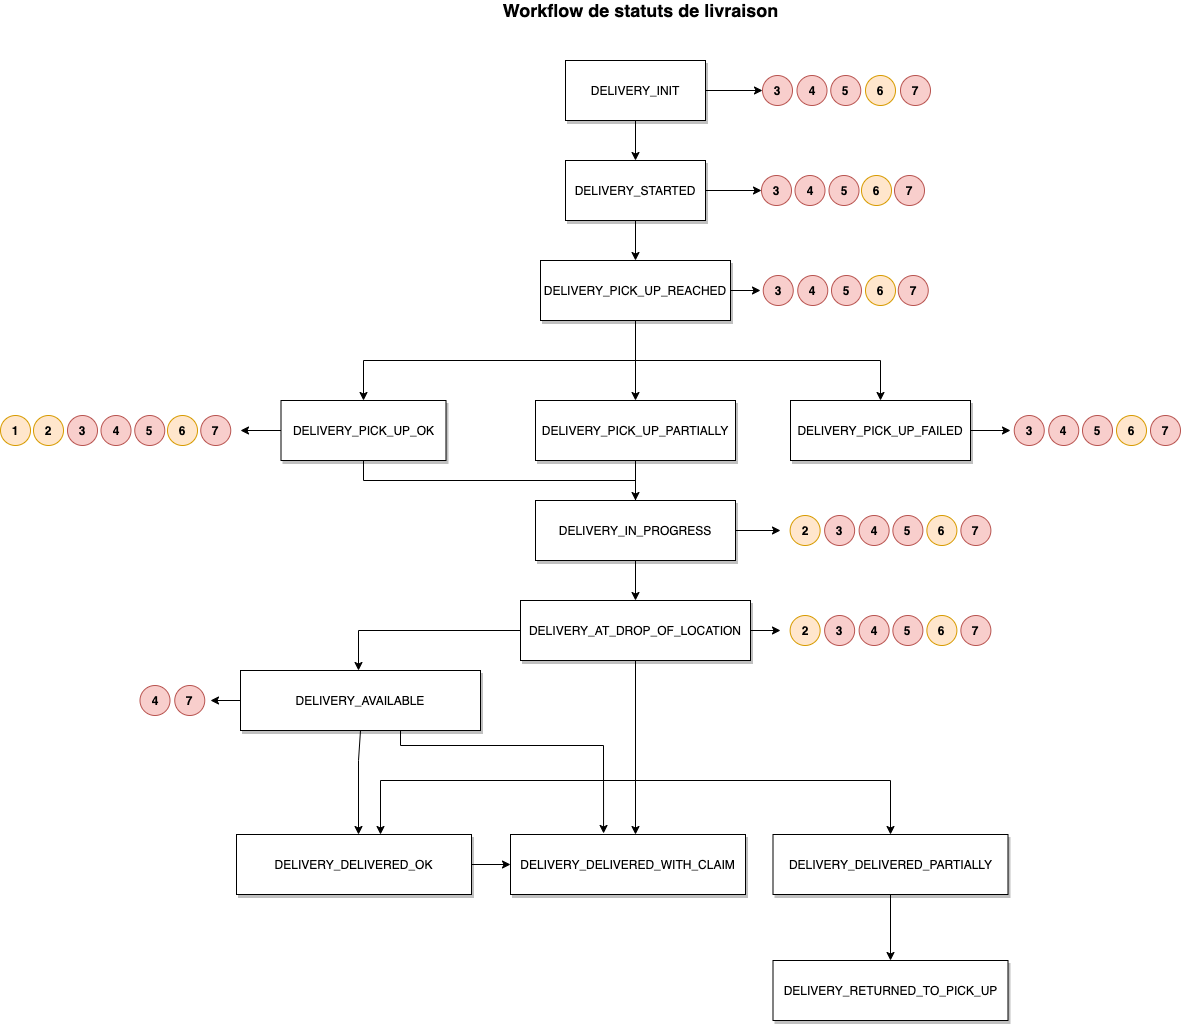 Workflow de statuts de livraison
DELIVERY_INIT
3 4 5 6 7
DELIVERY_STARTED
3 4 5 6 7
DELIVERY_PICK_UP_REACHED
3 4 5 6 7
1 2 3 4 5 6 7
DELIVERY_PICK_UP_OK
DELIVERY_PICK_UP_PARTIALLY
DELIVERY_PICK_UP_FAILED
3 4 5 6 7
DELIVERY_IN_PROGRESS
2 3 4 5 6 7
DELIVERY_AT_DROP_OF_LOCATION
2 3 4 5 6 7
4 7
DELIVERY_AVAILABLE
DELIVERY_DELIVERED_OK
DELIVERY_DELIVERED_WITH_CLAIM
DELIVERY_DELIVERED_PARTIALLY
DELIVERY_RETURNED_TO_PICK_UP